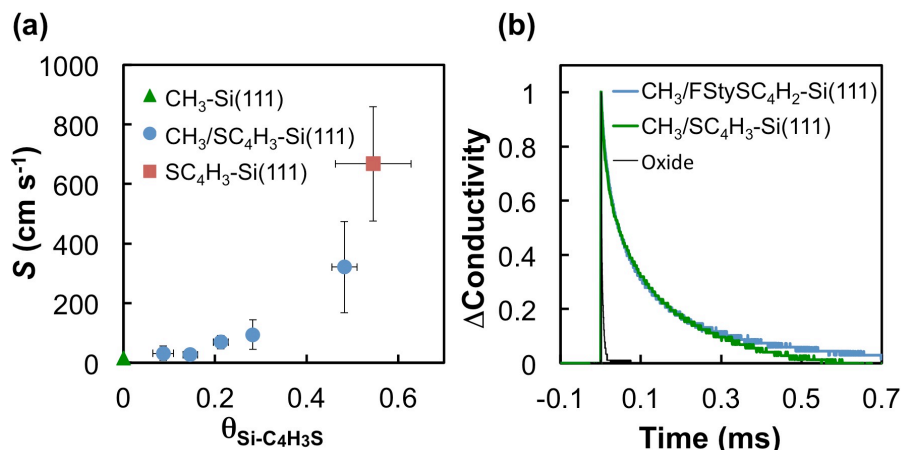 (a)
1000
800
600
400
200
0
S (cm s⁻¹)
CH₃-Si(111)
CH₃/SC₄H₃-Si(111)
SC₄H₃-Si(111)
0 0.2 0.4 0.6
θSi-C₄H₃S
(b)
1
0.8
0.6
0.4
0.2
0
ΔConductivity
CH₃/FStySC₄H₂-Si(111)
CH₃/SC₄H₃-Si(111)
Oxide
-0.1 0.1 0.3 0.5 0.7
Time (ms)